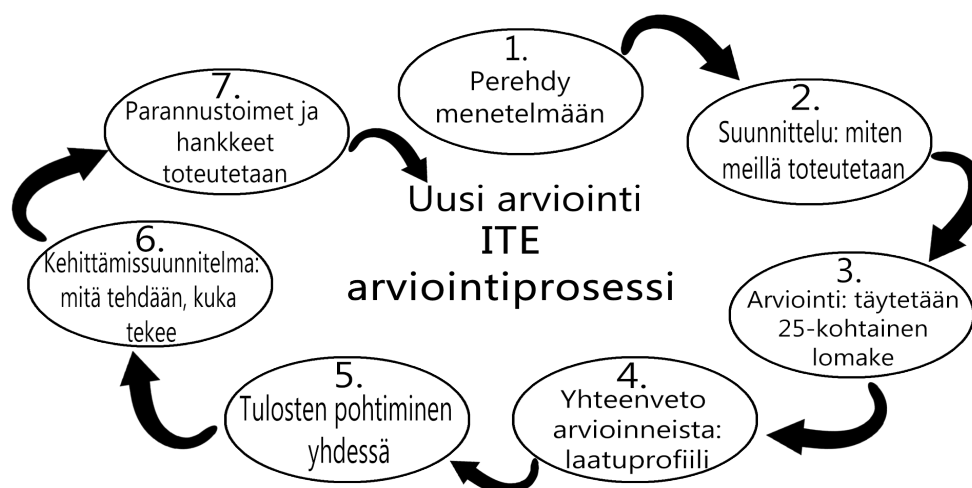 1.
Perehdy
menetelmään
2.
Suunnittelu: miten
meillä toteutetaan
3.
Arviointi: täytetään
25-kohtainen
lomake
4.
Yhteenveto
arvioinneista:
laatuprofiili
5.
Tulosten pohtiminen
yhdessä
6.
Kehittämissuunnitelma:
mitä tehdään, kuka
tekee
7.
Parannustoimet ja
hankkeet
toteutetaan
Uusi arviointi
ITE
arviointiprosessi